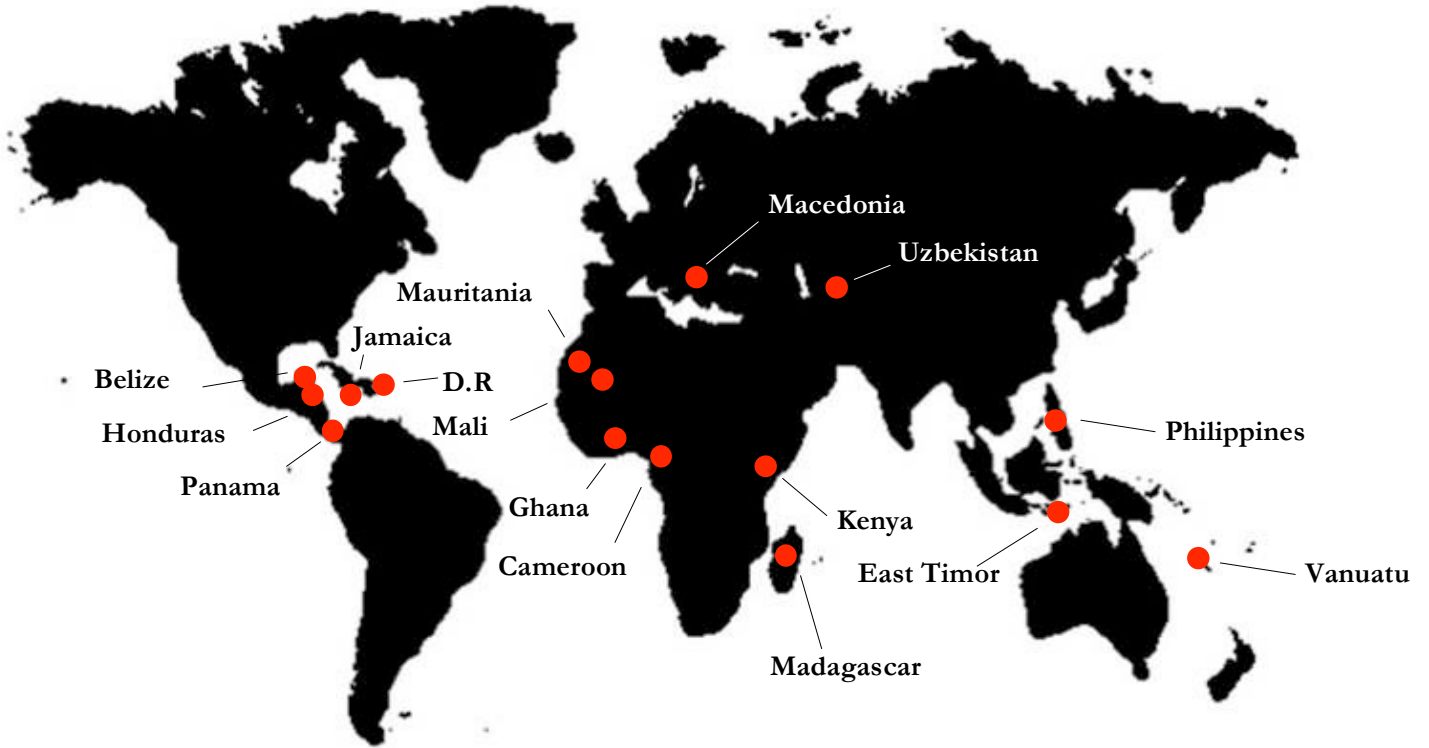 Macedonia
Uzbekistan
Mauritania
Jamaica
Belize
D.R
Mali
Honduras
Philippines
Panama
Ghana
Kenya
Cameroon
East Timor
Vanuatu
Madagascar